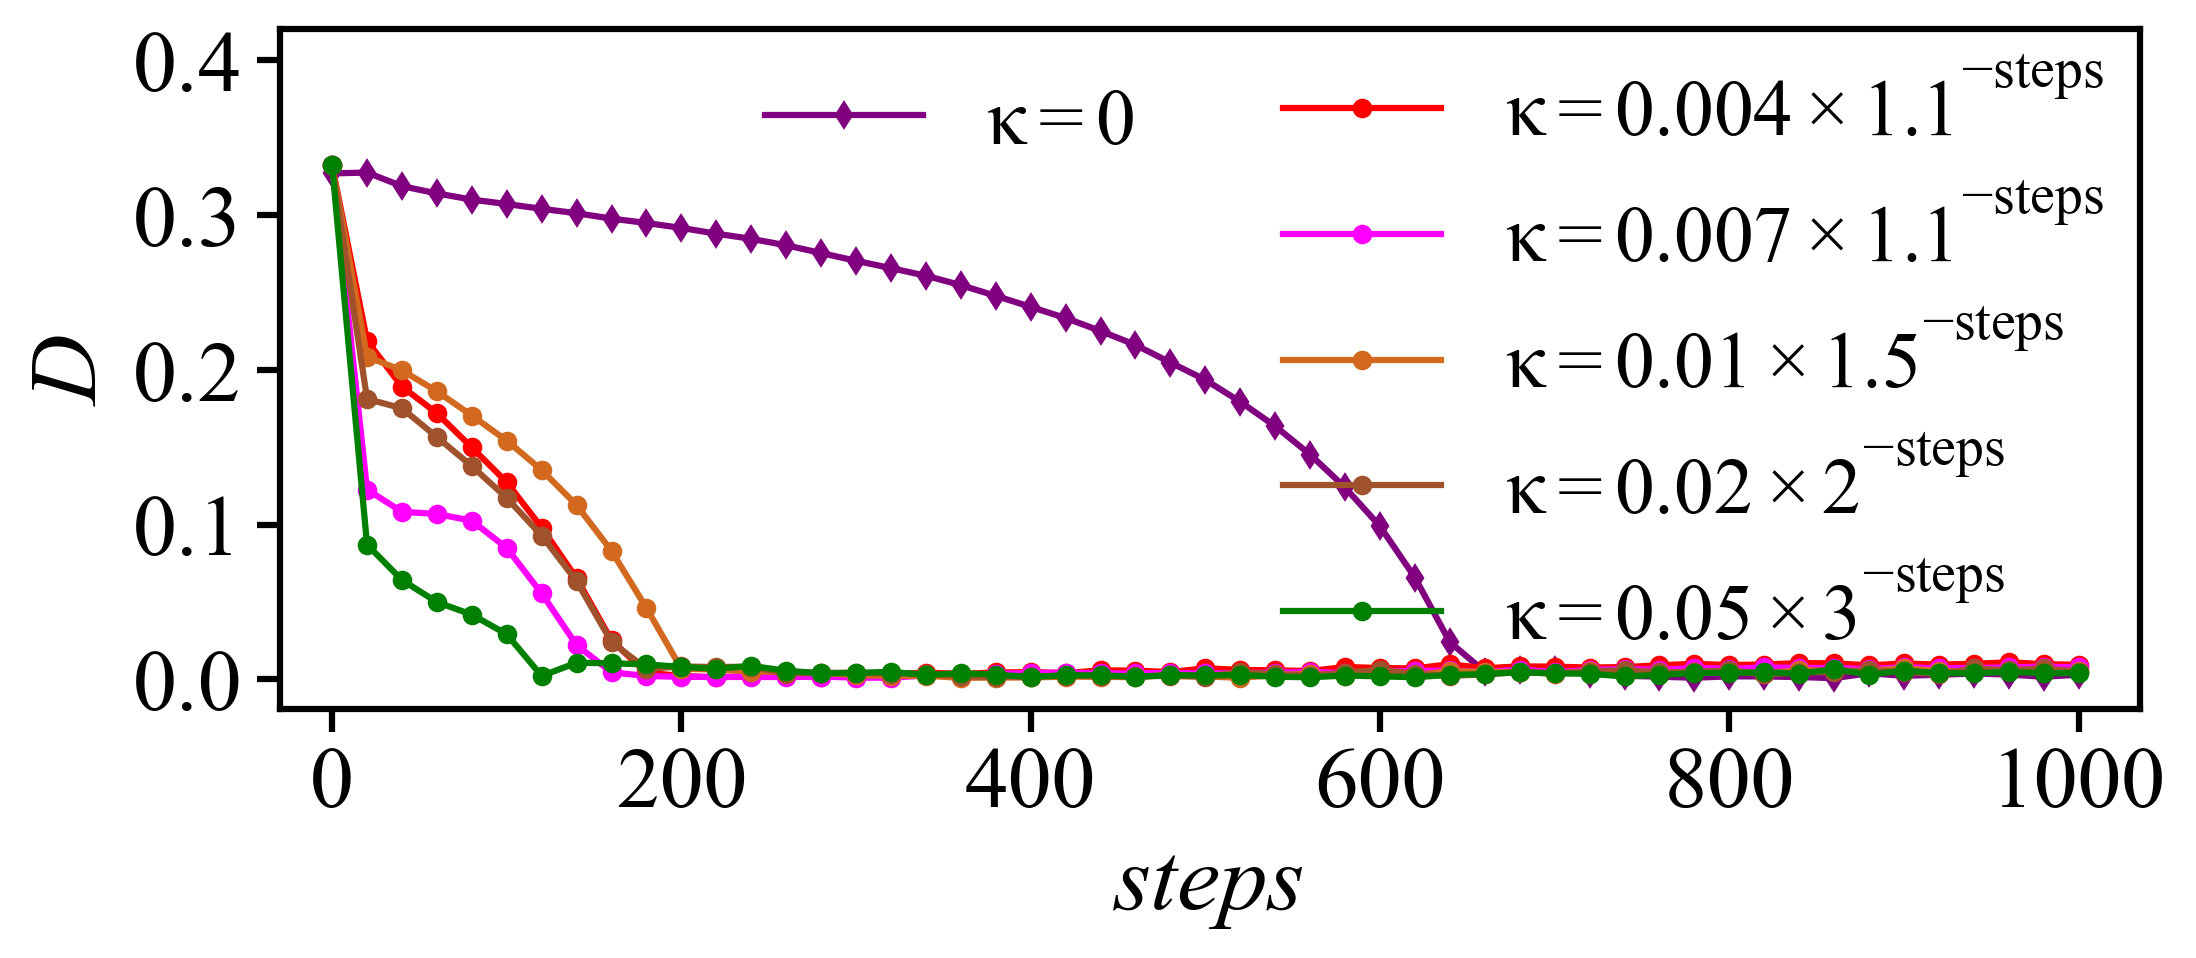 0.4
0.3
0.2
0.1
0.0
D
κ = 0
κ = 0.004 × 1.1^−steps
κ = 0.007 × 1.1^−steps
κ = 0.01 × 1.5^−steps
κ = 0.02 × 2^−steps
κ = 0.05 × 3^−steps
0 200 400 600 800 1000
steps